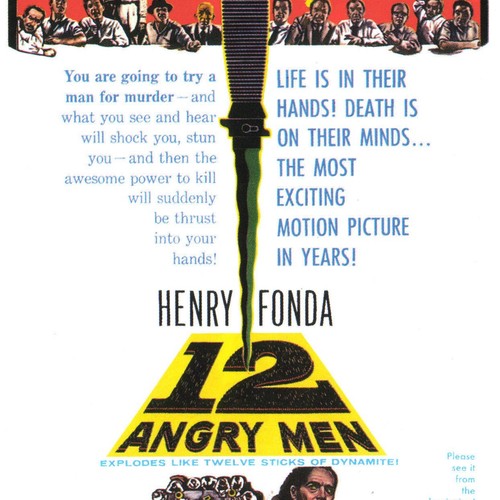 You are going to try a
man for murder — and
what you see and hear
will shock you, stun
you — and then the
awesome power to kill
will suddenly
be thrust
into your
hands!
LIFE IS IN THEIR
HANDS! DEATH IS
ON THEIR MINDS...
THE MOST
EXCITING
MOTION PICTURE
IN YEARS!
HENRY FONDA
12
ANGRY MEN
EXPLODES LIKE TWELVE STICKS OF DYNAMITE!
Please
see it
from
the